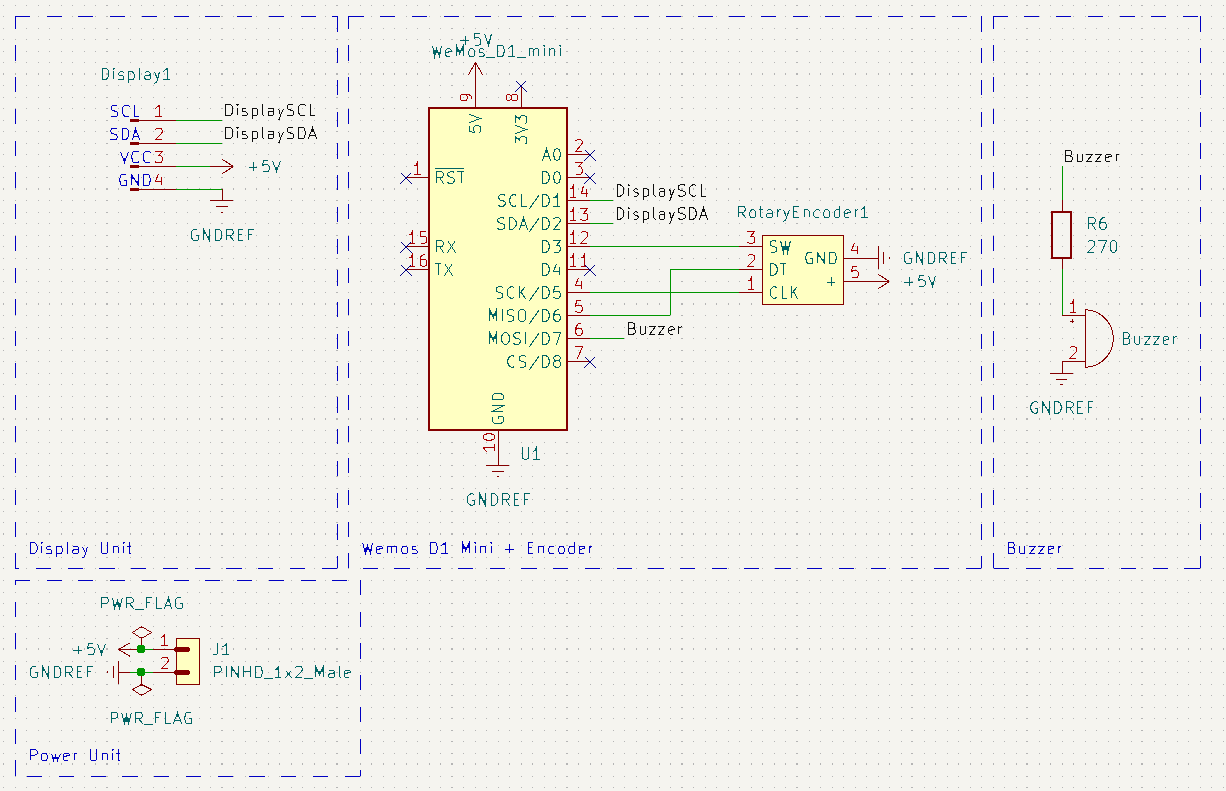 Display1
SCL 1 DisplaySCL
SDA 2 DisplaySDA
VCC 3 +5V
GND 4
GNDREF
Display Unit
+5V
WeMos_D1_mini
9 8
5V 3V3
A0 2
1 RST D0 3
SCL/D1 14 DisplaySCL
SDA/D2 13 DisplaySDA
15 RX D3 12
16 TX D4 11
SCK/D5 4
MISO/D6 5
MOSI/D7 6 Buzzer
CS/D8 7
GND
10 U1
GNDREF
RotaryEncoder1
3 SW
2 DT
1 CLK
GND 4 GNDREF
+ 5 +5V
Wemos D1 Mini + Encoder
Buzzer
R6
270
1
+
Buzzer
2
GNDREF
Buzzer
PWR_FLAG
+5V 1 J1
GNDREF 2 PINHD_1x2_Male
PWR_FLAG
Power Unit